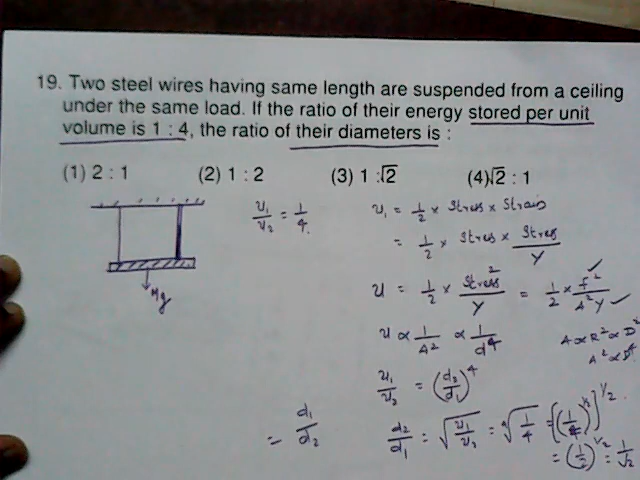 19. Two steel wires having same length are suspended from a ceiling
under the same load. If the ratio of their energy stored per unit
volume is 1 : 4, the ratio of their diameters is :
(1) 2 : 1 (2) 1 : 2 (3) 1 :√2 (4)√2 : 1
Mg
u₁/u₂ = 1/4.
u₁ = 1/2 × Stress × Strain
= 1/2 × Stress × Stress/Y
u = 1/2 × Stress²/Y = 1/2 × F²/A²Y
u ∝ 1/A² ∝ 1/d⁴
A ∝ R² ∝ D²
A² ∝ D⁴
u₁/u₂ = (d₂/d₁)⁴
= d₁/d₂
d₂/d₁ = √u₁/u₂ = ⁴√1/4 = [(1/4)^1/2]^1/2
= (1/2)^1/2 = 1/√2